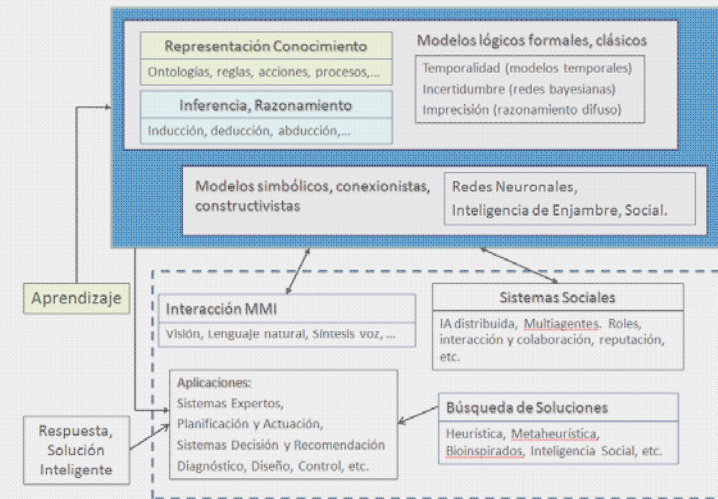 Representación Conocimiento
Ontologías, reglas, acciones, procesos,...
Inferencia, Razonamiento
Inducción, deducción, abducción,...
Modelos lógicos formales, clásicos
Temporalidad (modelos temporales)
Incertidumbre (redes bayesianas)
Imprecisión (razonamiento difuso)
Modelos simbólicos, conexionistas,
constructivistas
Redes Neuronales,
Inteligencia de Enjambre, Social.
Aprendizaje
Interacción MMI
Visión, Lenguaje natural, Síntesis voz, ...
Sistemas Sociales
IA distribuida, Multiagentes. Roles,
interacción y colaboración, reputación,
etc.
Aplicaciones:
Sistemas Expertos,
Planificación y Actuación,
Sistemas Decisión y Recomendación
Diagnóstico, Diseño, Control, etc.
Búsqueda de Soluciones
Heurística, Metaheurística,
Bioinspirados, Inteligencia Social, etc.
Respuesta,
Solución
Inteligente